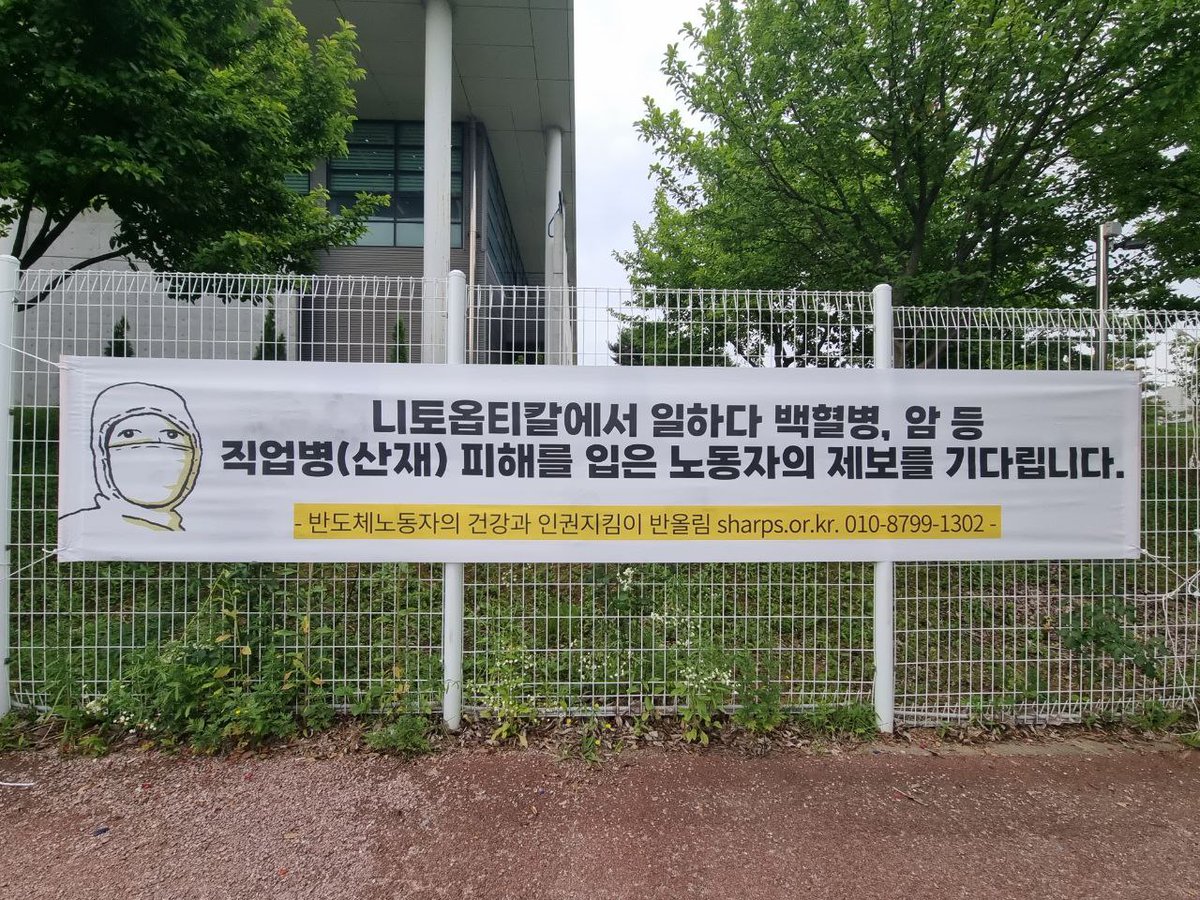 니토옵티칼에서 일하다 백혈병, 암 등
직업병(산재) 피해를 입은 노동자의 제보를 기다립니다.
- 반도체노동자의 건강과 인권지킴이 반올림 sharps.or.kr. 010-8799-1302 -